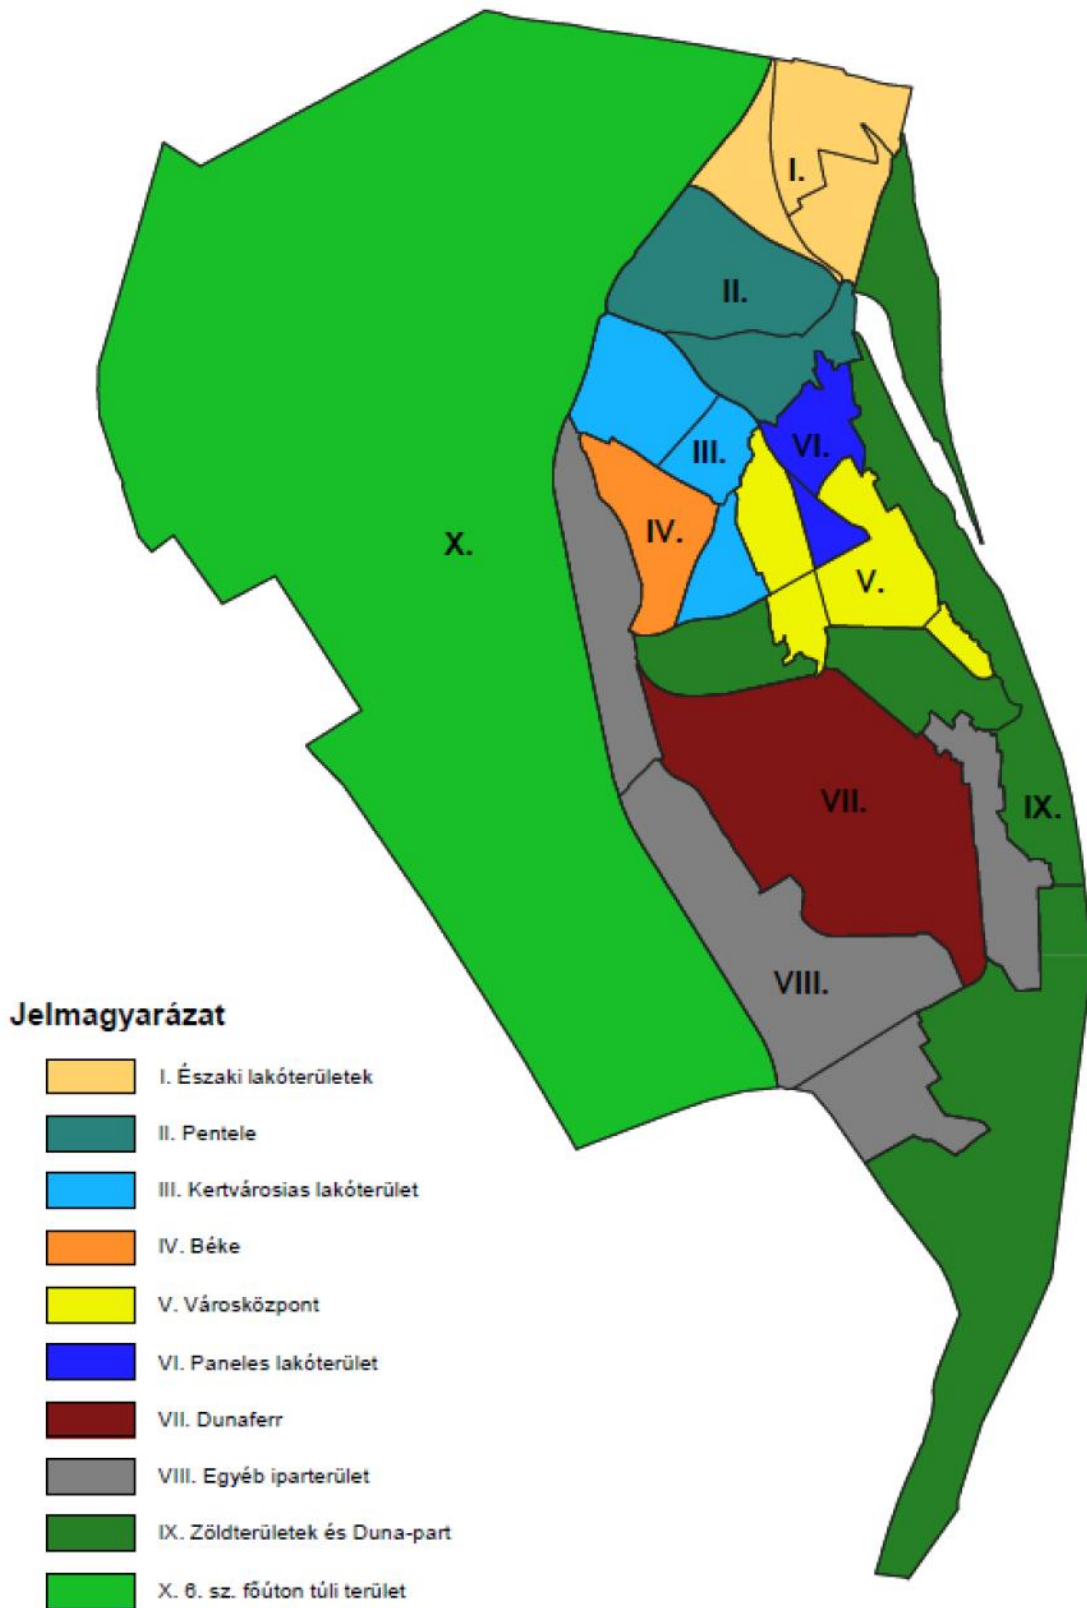 I.
II.
VI.
III.
IV.
X.
V.
VII.
IX.
VIII.
Jelmagyarázat
I. Északi lakóterületek
II. Pentele
III. Kertvárosias lakóterület
IV. Béke
V. Városközpont
VI. Paneles lakóterület
VII. Dunaferr
VIII. Egyéb iparterület
IX. Zöldterületek és Duna-part
X. 6. sz. főúton túli terület